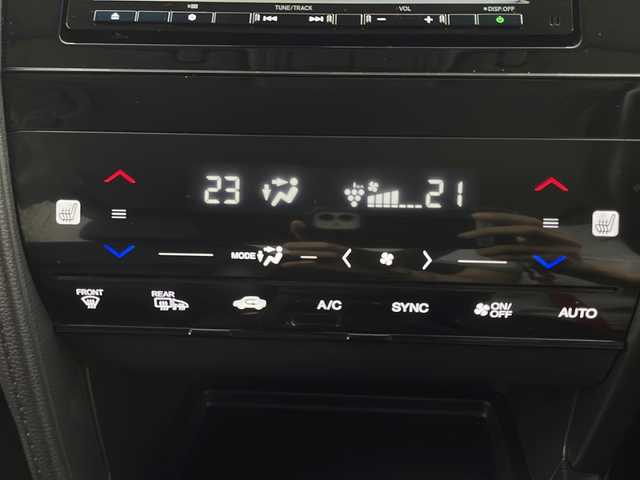 TUNE/TRACK VOL DISP.OFF
− +
23 21
MODE
FRONT REAR A/C SYNC ON/OFF AUTO